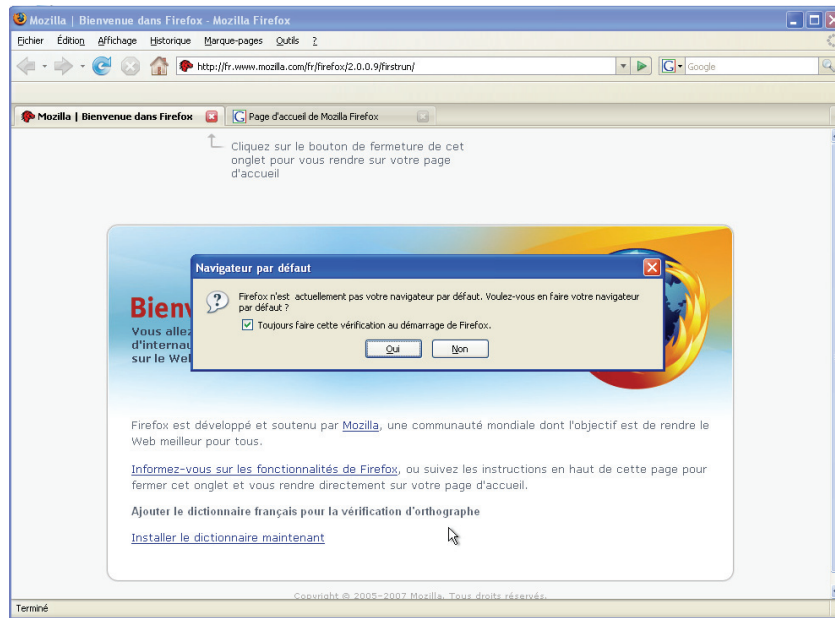 Mozilla | Bienvenue dans Firefox - Mozilla Firefox
Fichier Édition Affichage Historique Marque-pages Outils ?
http://fr.www.mozilla.com/fr/firefox/2.0.0.9/firstrun/ G Google
Mozilla | Bienvenue dans Firefox G Page d'accueil de Mozilla Firefox
Cliquez sur le bouton de fermeture de cet
onglet pour vous rendre sur votre page
d'accueil
Navigateur par défaut
Firefox n'est actuellement pas votre navigateur par défaut. Voulez-vous en faire votre navigateur
par défaut ?
Toujours faire cette vérification au démarrage de Firefox.
Oui Non
Vous
sur le
Firefox est développé et soutenu par Mozilla, une communauté mondiale dont l'objectif est de rendre le
Web meilleur pour tous.
Informez-vous sur les fonctionnalités de Firefox, ou suivez les instructions en haut de cette page pour
fermer cet onglet et vous rendre directement sur votre page d'accueil.
Ajouter le dictionnaire français pour la vérification d'orthographe
Installer le dictionnaire maintenant
Copyright © 2005-2007 Mozilla. Tous droits réservés.
Terminé